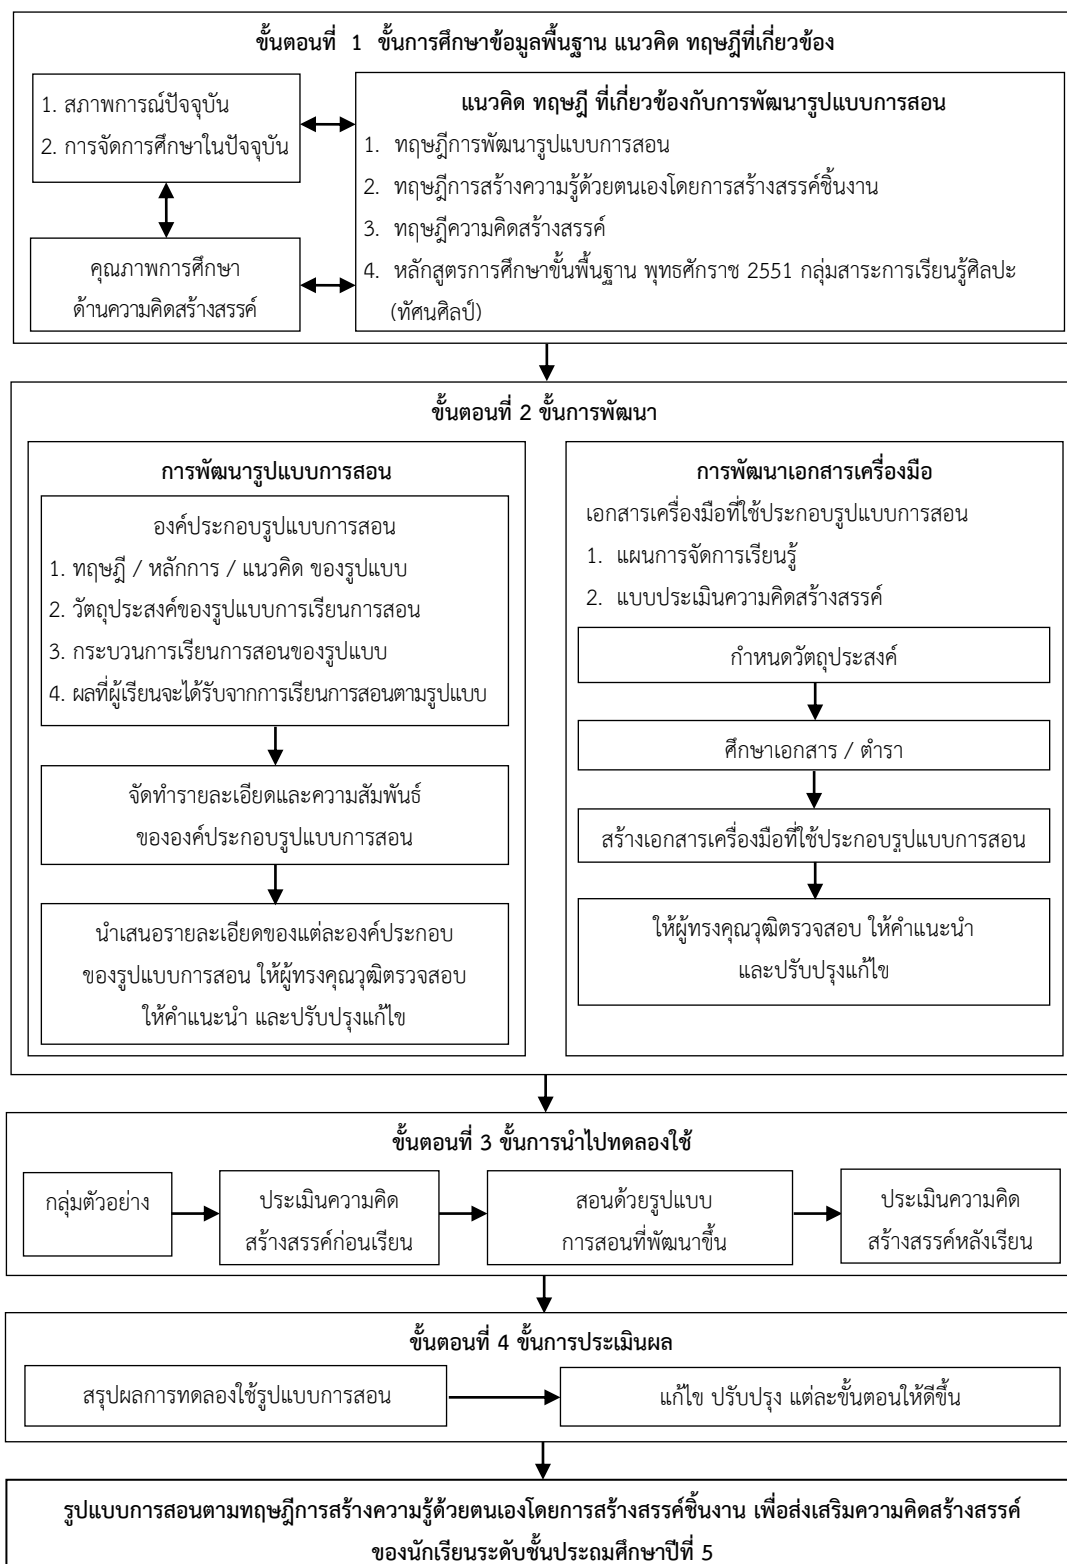 ขั้นตอนที่ 1 ขั้นการศึกษาข้อมูลพื้นฐาน แนวคิด ทฤษฎีที่เกี่ยวข้อง
1. สภาพการณ์ปัจจุบัน
2. การจัดการศึกษาในปัจจุบัน
คุณภาพการศึกษา
ด้านความคิดสร้างสรรค์
แนวคิด ทฤษฎี ที่เกี่ยวข้องกับการพัฒนารูปแบบการสอน
1. ทฤษฎีการพัฒนารูปแบบการสอน
2. ทฤษฎีการสร้างความรู้ด้วยตนเองโดยการสร้างสรรค์ชิ้นงาน
3. ทฤษฎีความคิดสร้างสรรค์
4. หลักสูตรการศึกษาขั้นพื้นฐาน พุทธศักราช 2551 กลุ่มสาระการเรียนรู้ศิลปะ
(ทัศนศิลป์)
ขั้นตอนที่ 2 ขั้นการพัฒนา
การพัฒนารูปแบบการสอน
องค์ประกอบรูปแบบการสอน
1. ทฤษฎี / หลักการ / แนวคิด ของรูปแบบ
2. วัตถุประสงค์ของรูปแบบการเรียนการสอน
3. กระบวนการเรียนการสอนของรูปแบบ
4. ผลที่ผู้เรียนจะได้รับจากการเรียนการสอนตามรูปแบบ
จัดทำรายละเอียดและความสัมพันธ์
ขององค์ประกอบรูปแบบการสอน
นำเสนอรายละเอียดของแต่ละองค์ประกอบ
ของรูปแบบการสอน ให้ผู้ทรงคุณวุฒิตรวจสอบ
ให้คำแนะนำ และปรับปรุงแก้ไข
การพัฒนาเอกสารเครื่องมือ
เอกสารเครื่องมือที่ใช้ประกอบรูปแบบการสอน
1. แผนการจัดการเรียนรู้
2. แบบประเมินความคิดสร้างสรรค์
กำหนดวัตถุประสงค์
ศึกษาเอกสาร / ตำรา
สร้างเอกสารเครื่องมือที่ใช้ประกอบรูปแบบการสอน
ให้ผู้ทรงคุณวุฒิตรวจสอบ ให้คำแนะนำ
และปรับปรุงแก้ไข
ขั้นตอนที่ 3 ขั้นการนำไปทดลองใช้
กลุ่มตัวอย่าง
ประเมินความคิด
สร้างสรรค์ก่อนเรียน
สอนด้วยรูปแบบ
การสอนที่พัฒนาขึ้น
ประเมินความคิด
สร้างสรรค์หลังเรียน
ขั้นตอนที่ 4 ขั้นการประเมินผล
สรุปผลการทดลองใช้รูปแบบการสอน
แก้ไข ปรับปรุง แต่ละขั้นตอนให้ดีขึ้น
รูปแบบการสอนตามทฤษฎีการสร้างความรู้ด้วยตนเองโดยการสร้างสรรค์ชิ้นงาน เพื่อส่งเสริมความคิดสร้างสรรค์
ของนักเรียนระดับชั้นประถมศึกษาปีที่ 5